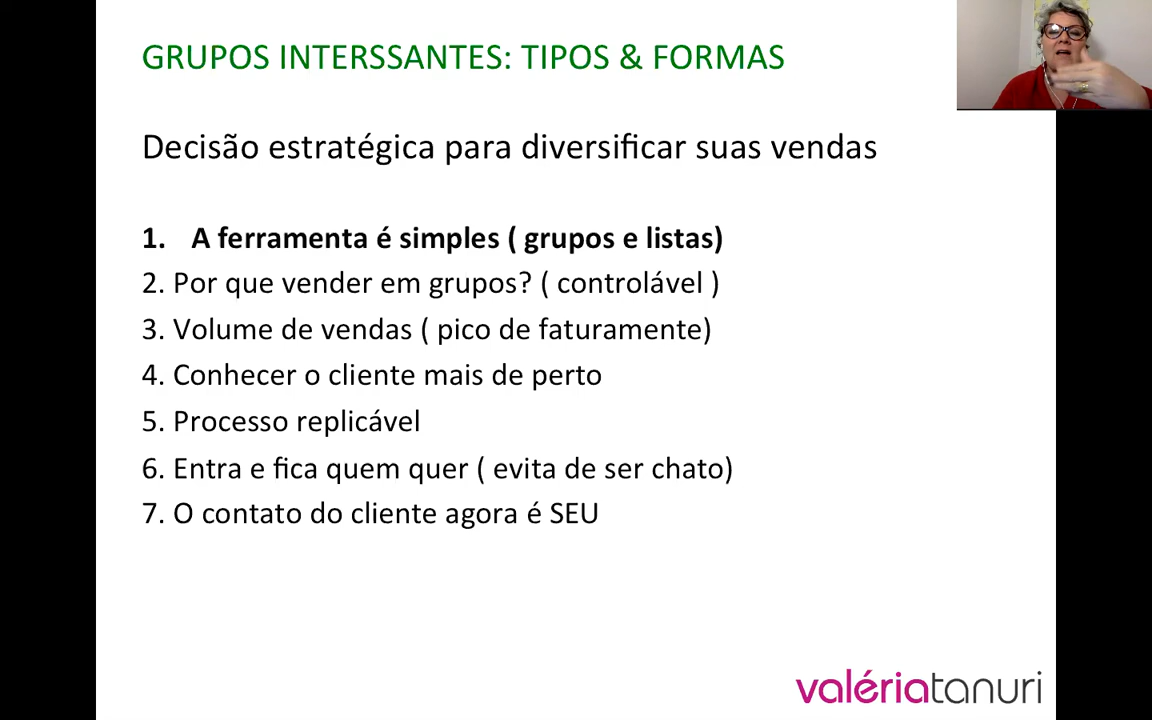 GRUPOS INTERSSANTES: TIPOS & FORMAS
Decisão estratégica para diversificar suas vendas
1. A ferramenta é simples ( grupos e listas)
2. Por que vender em grupos? ( controlável )
3. Volume de vendas ( pico de faturamente)
4. Conhecer o cliente mais de perto
5. Processo replicável
6. Entra e fica quem quer ( evita de ser chato)
7. O contato do cliente agora é SEU
valériatanuri